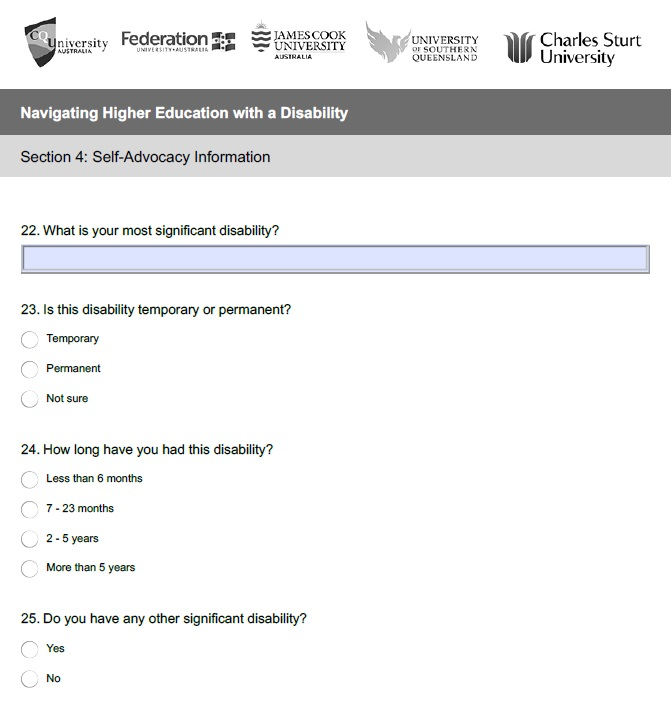 CQUniversity
AUSTRALIA
Federation
UNIVERSITY•AUSTRALIA
JAMES COOK
UNIVERSITY
AUSTRALIA
UNIVERSITY
OF SOUTHERN
QUEENSLAND
Charles Sturt
University
Navigating Higher Education with a Disability
Section 4: Self-Advocacy Information
22. What is your most significant disability?
23. Is this disability temporary or permanent?
Temporary
Permanent
Not sure
24. How long have you had this disability?
Less than 6 months
7 - 23 months
2 - 5 years
More than 5 years
25. Do you have any other significant disability?
Yes
No